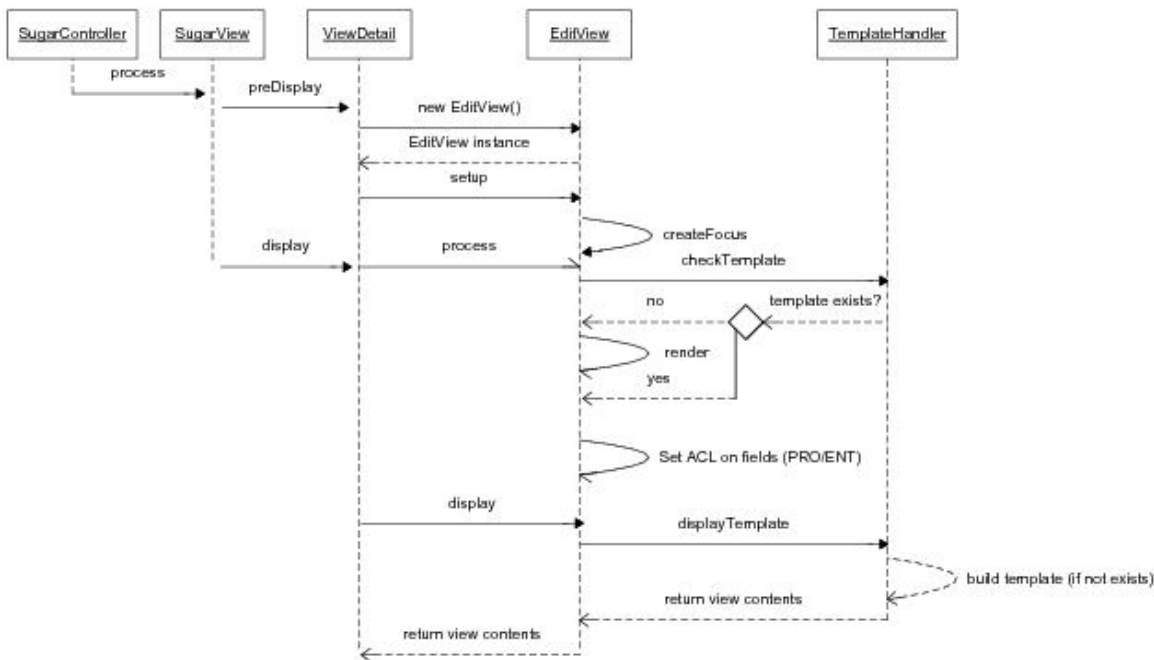 SugarController
SugarView
ViewDetail
EditView
TemplateHandler
process
preDisplay
new EditView()
EditView instance
setup
createFocus
display
process
checkTemplate
no
template exists?
render
yes
Set ACL on fields (PRO/ENT)
display
displayTemplate
build template (if not exists)
return view contents
return view contents